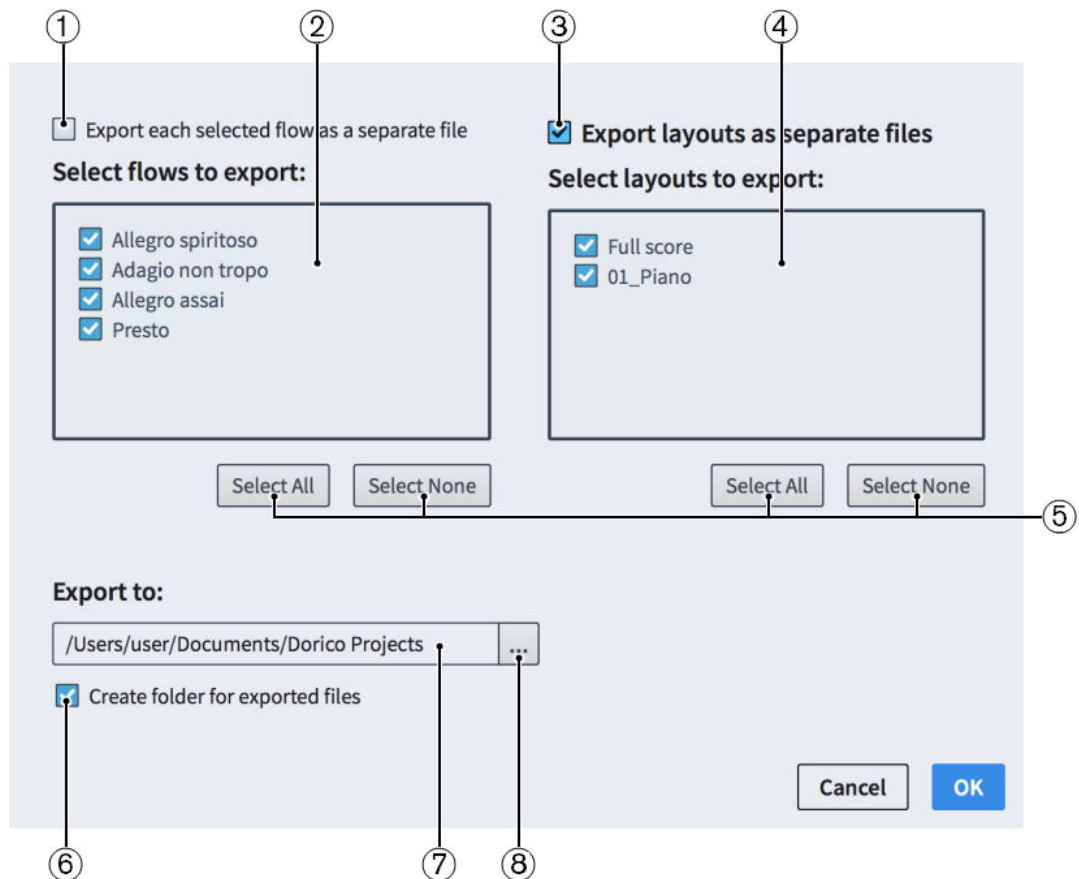 ① ② ③ ④
Export each selected flow as a separate file
Select flows to export:
Allegro spiritoso
Adagio non tropo
Allegro assai
Presto
Select All Select None
Export layouts as separate files
Select layouts to export:
Full score
01_Piano
Select All Select None
⑤
Export to:
/Users/user/Documents/Dorico Projects ...
Create folder for exported files
Cancel OK
⑥ ⑦ ⑧